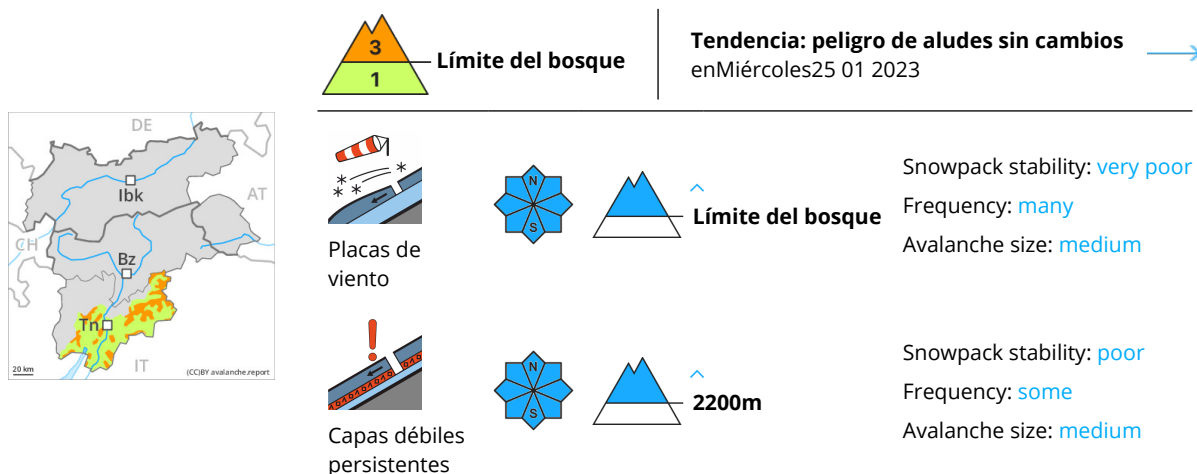 3
1
Límite del bosque
Tendencia: peligro de aludes sin cambios
enMiércoles25 01 2023
DE
Ibk
AT
CH
Bz
Tn
IT
20 km
(CC)BY avalanche.report
N
S
Límite del bosque
Placas de
viento
Snowpack stability: very poor
Frequency: many
Avalanche size: medium
N
S
2200m
Capas débiles
persistentes
Snowpack stability: poor
Frequency: some
Avalanche size: medium